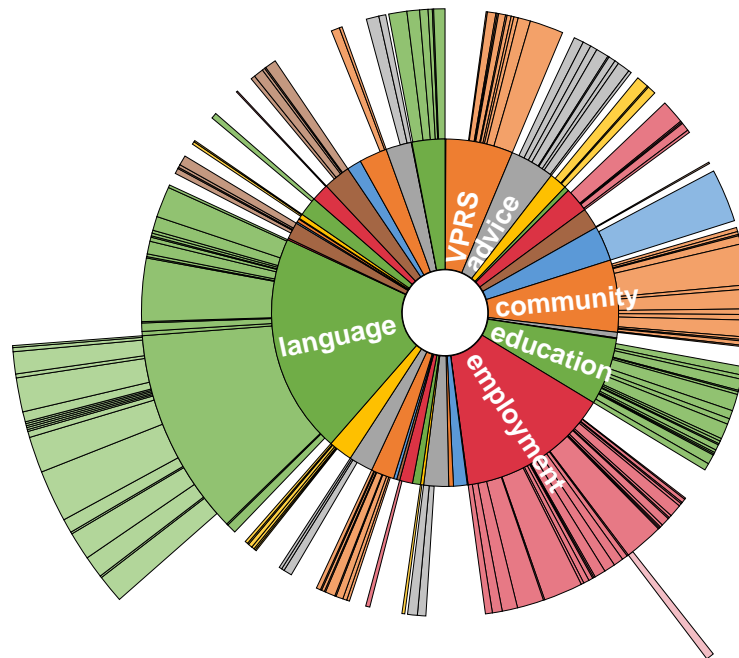 VPRS
advice
community
education
employment
language